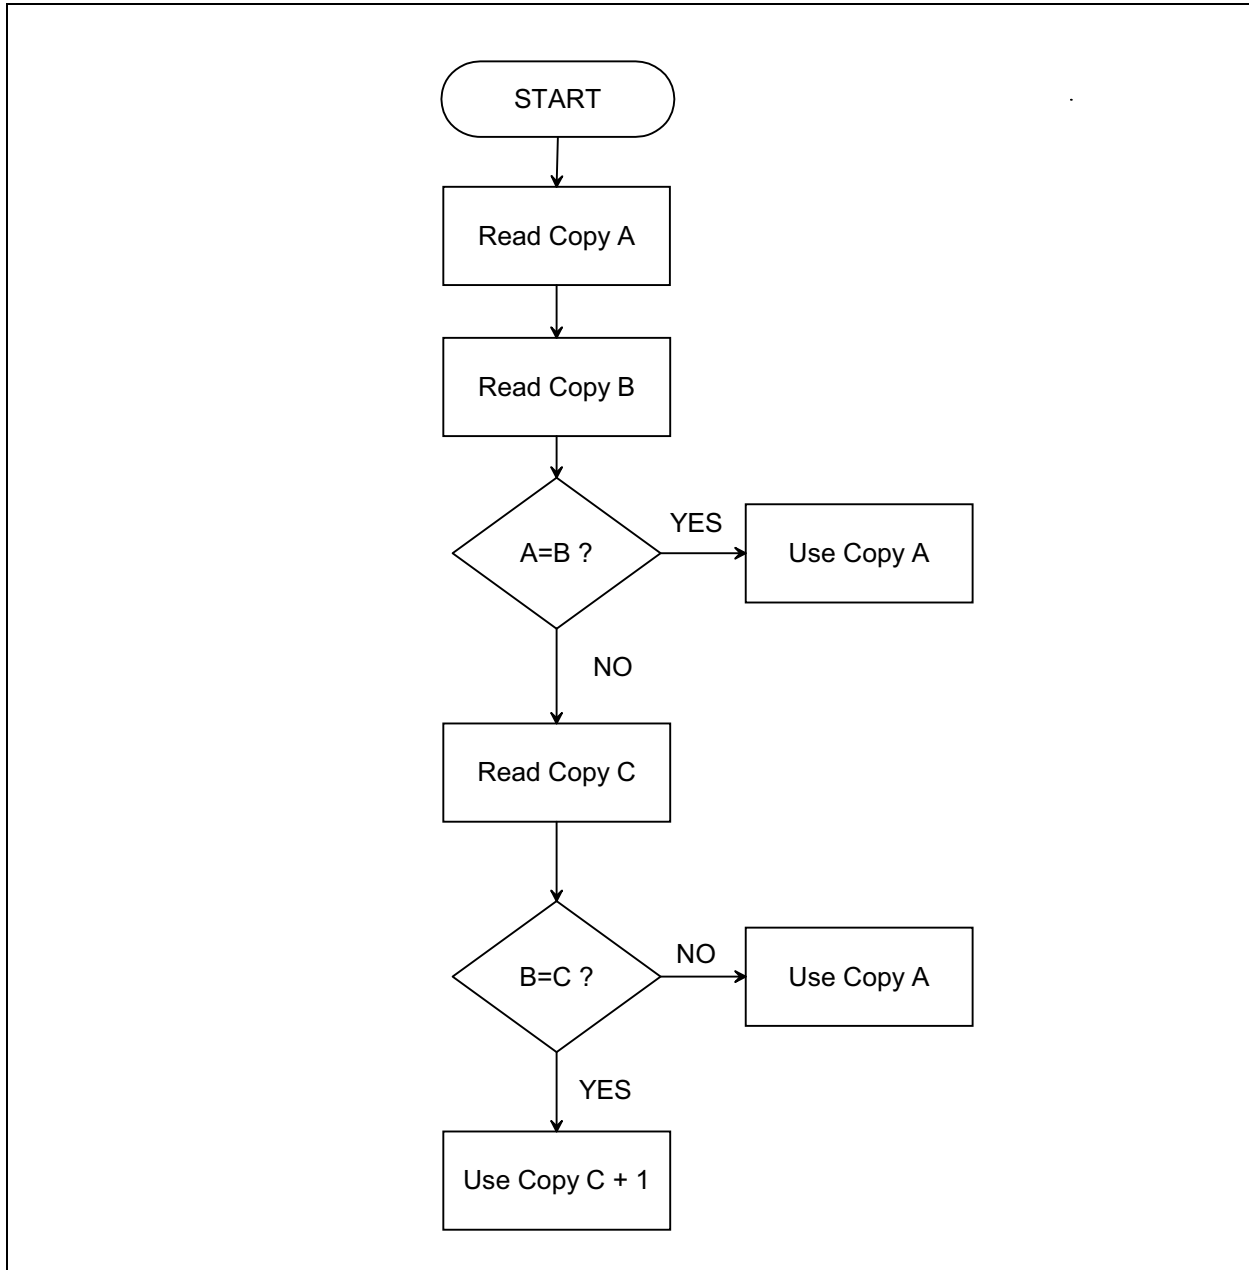 START
Read Copy A
Read Copy B
A=B ?
YES
Use Copy A
NO
Read Copy C
B=C ?
NO
Use Copy A
YES
Use Copy C + 1